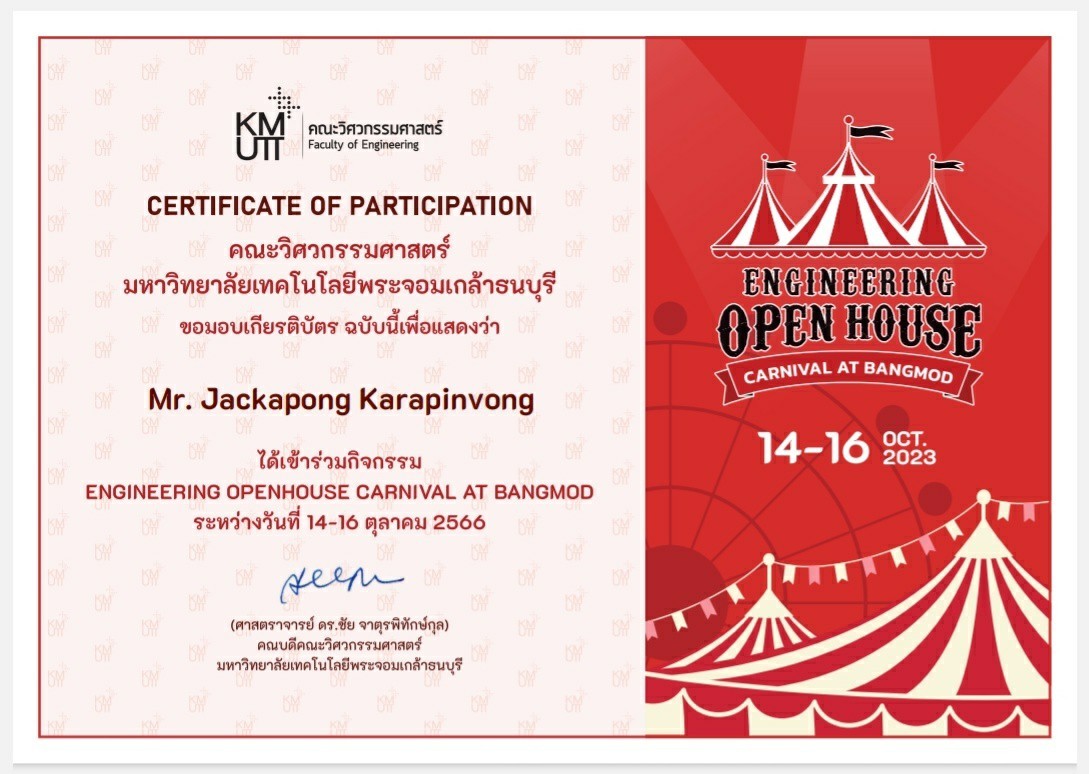 KM
UTT
คณะวิศวกรรมศาสตร์
Faculty of Engineering
CERTIFICATE OF PARTICIPATION
คณะวิศวกรรมศาสตร์
มหาวิทยาลัยเทคโนโลยีพระจอมเกล้าธนบุรี
ขอมอบเกียรติบัตร ฉบับนี้เพื่อแสดงว่า
Mr. Jackapong Karapinvong
ได้เข้าร่วมกิจกรรม
ENGINEERING OPENHOUSE CARNIVAL AT BANGMOD
ระหว่างวันที่ 14-16 ตุลาคม 2566
(ศาสตราจารย์ ดร.ชัย จาตุรพิทักษ์กุล)
คณบดีคณะวิศวกรรมศาสตร์
มหาวิทยาลัยเทคโนโลยีพระจอมเกล้าธนบุรี
ENGINEERING
OPEN HOUSE
CARNIVAL AT BANGMOD
14-16 OCT.
2023